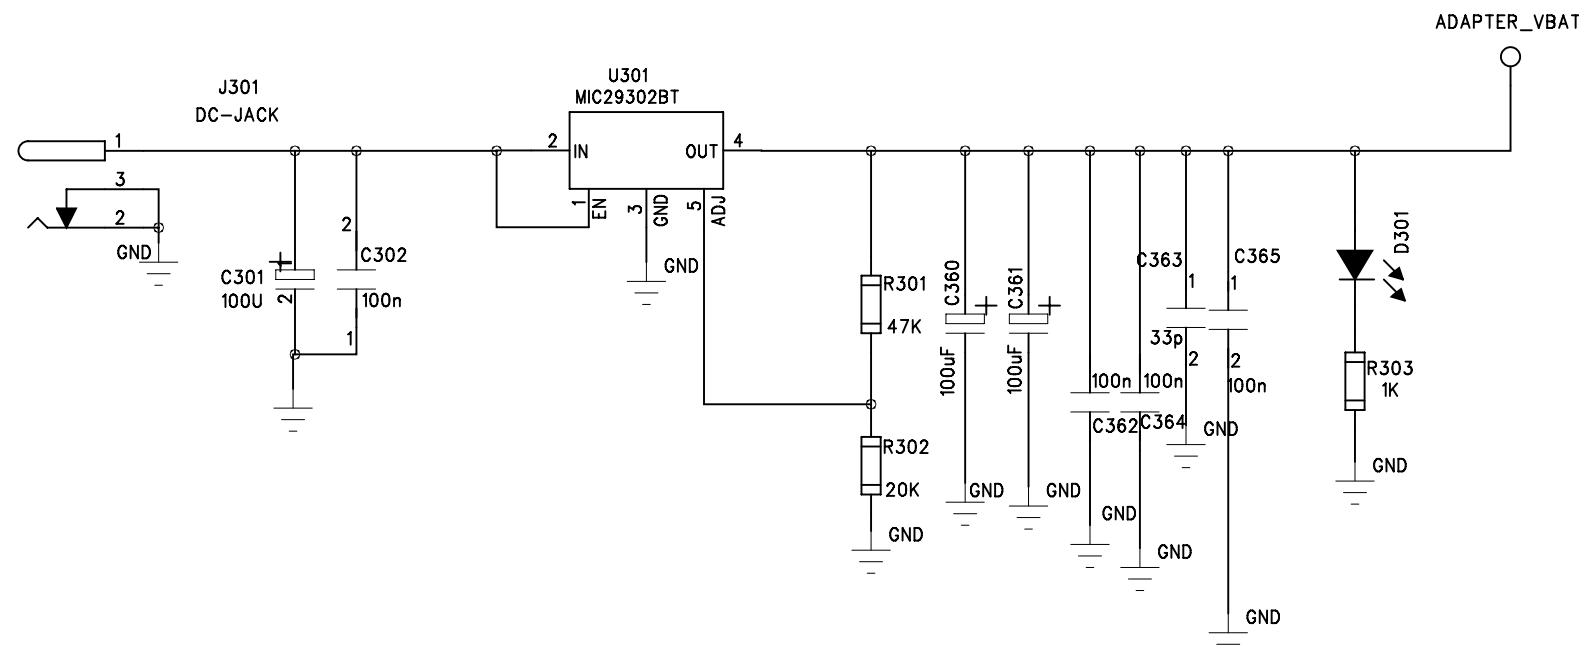 ADAPTER_VBAT
J301
DC-JACK
U301
MIC29302BT
1
2
IN
OUT
4
3
2
GND
1
EN
3
GND
5
ADJ
GND
2
C302
C301
100U
2
100n
1
R301
47K
C360
100uF
C361
100uF
C363
1
33p
2
C365
1
2
100n
D301
100n
100n
C362
C364
R303
1K
GND
R302
20K
GND
GND
GND
GND
GND
GND
GND